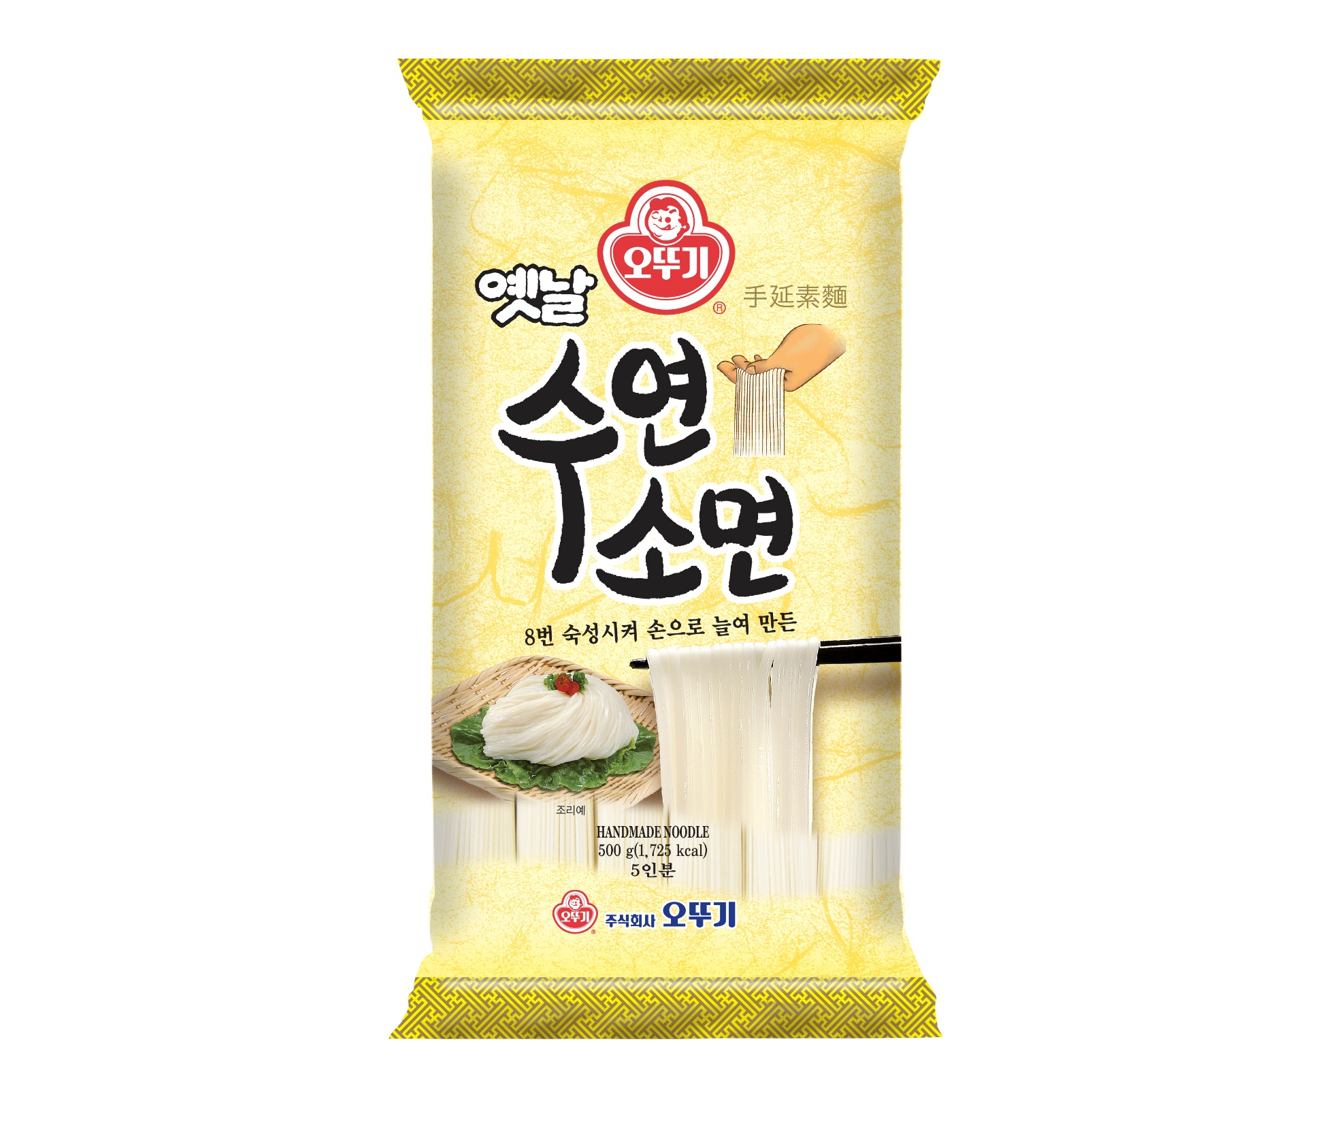 오뚜기
®
옛날
手延素麵
수연
소면
8번 숙성시켜 손으로 늘여 만든
조리예
HANDMADE NOODLE
500 g(1,725 kcal)
5인분
오뚜기
®
주식회사 오뚜기